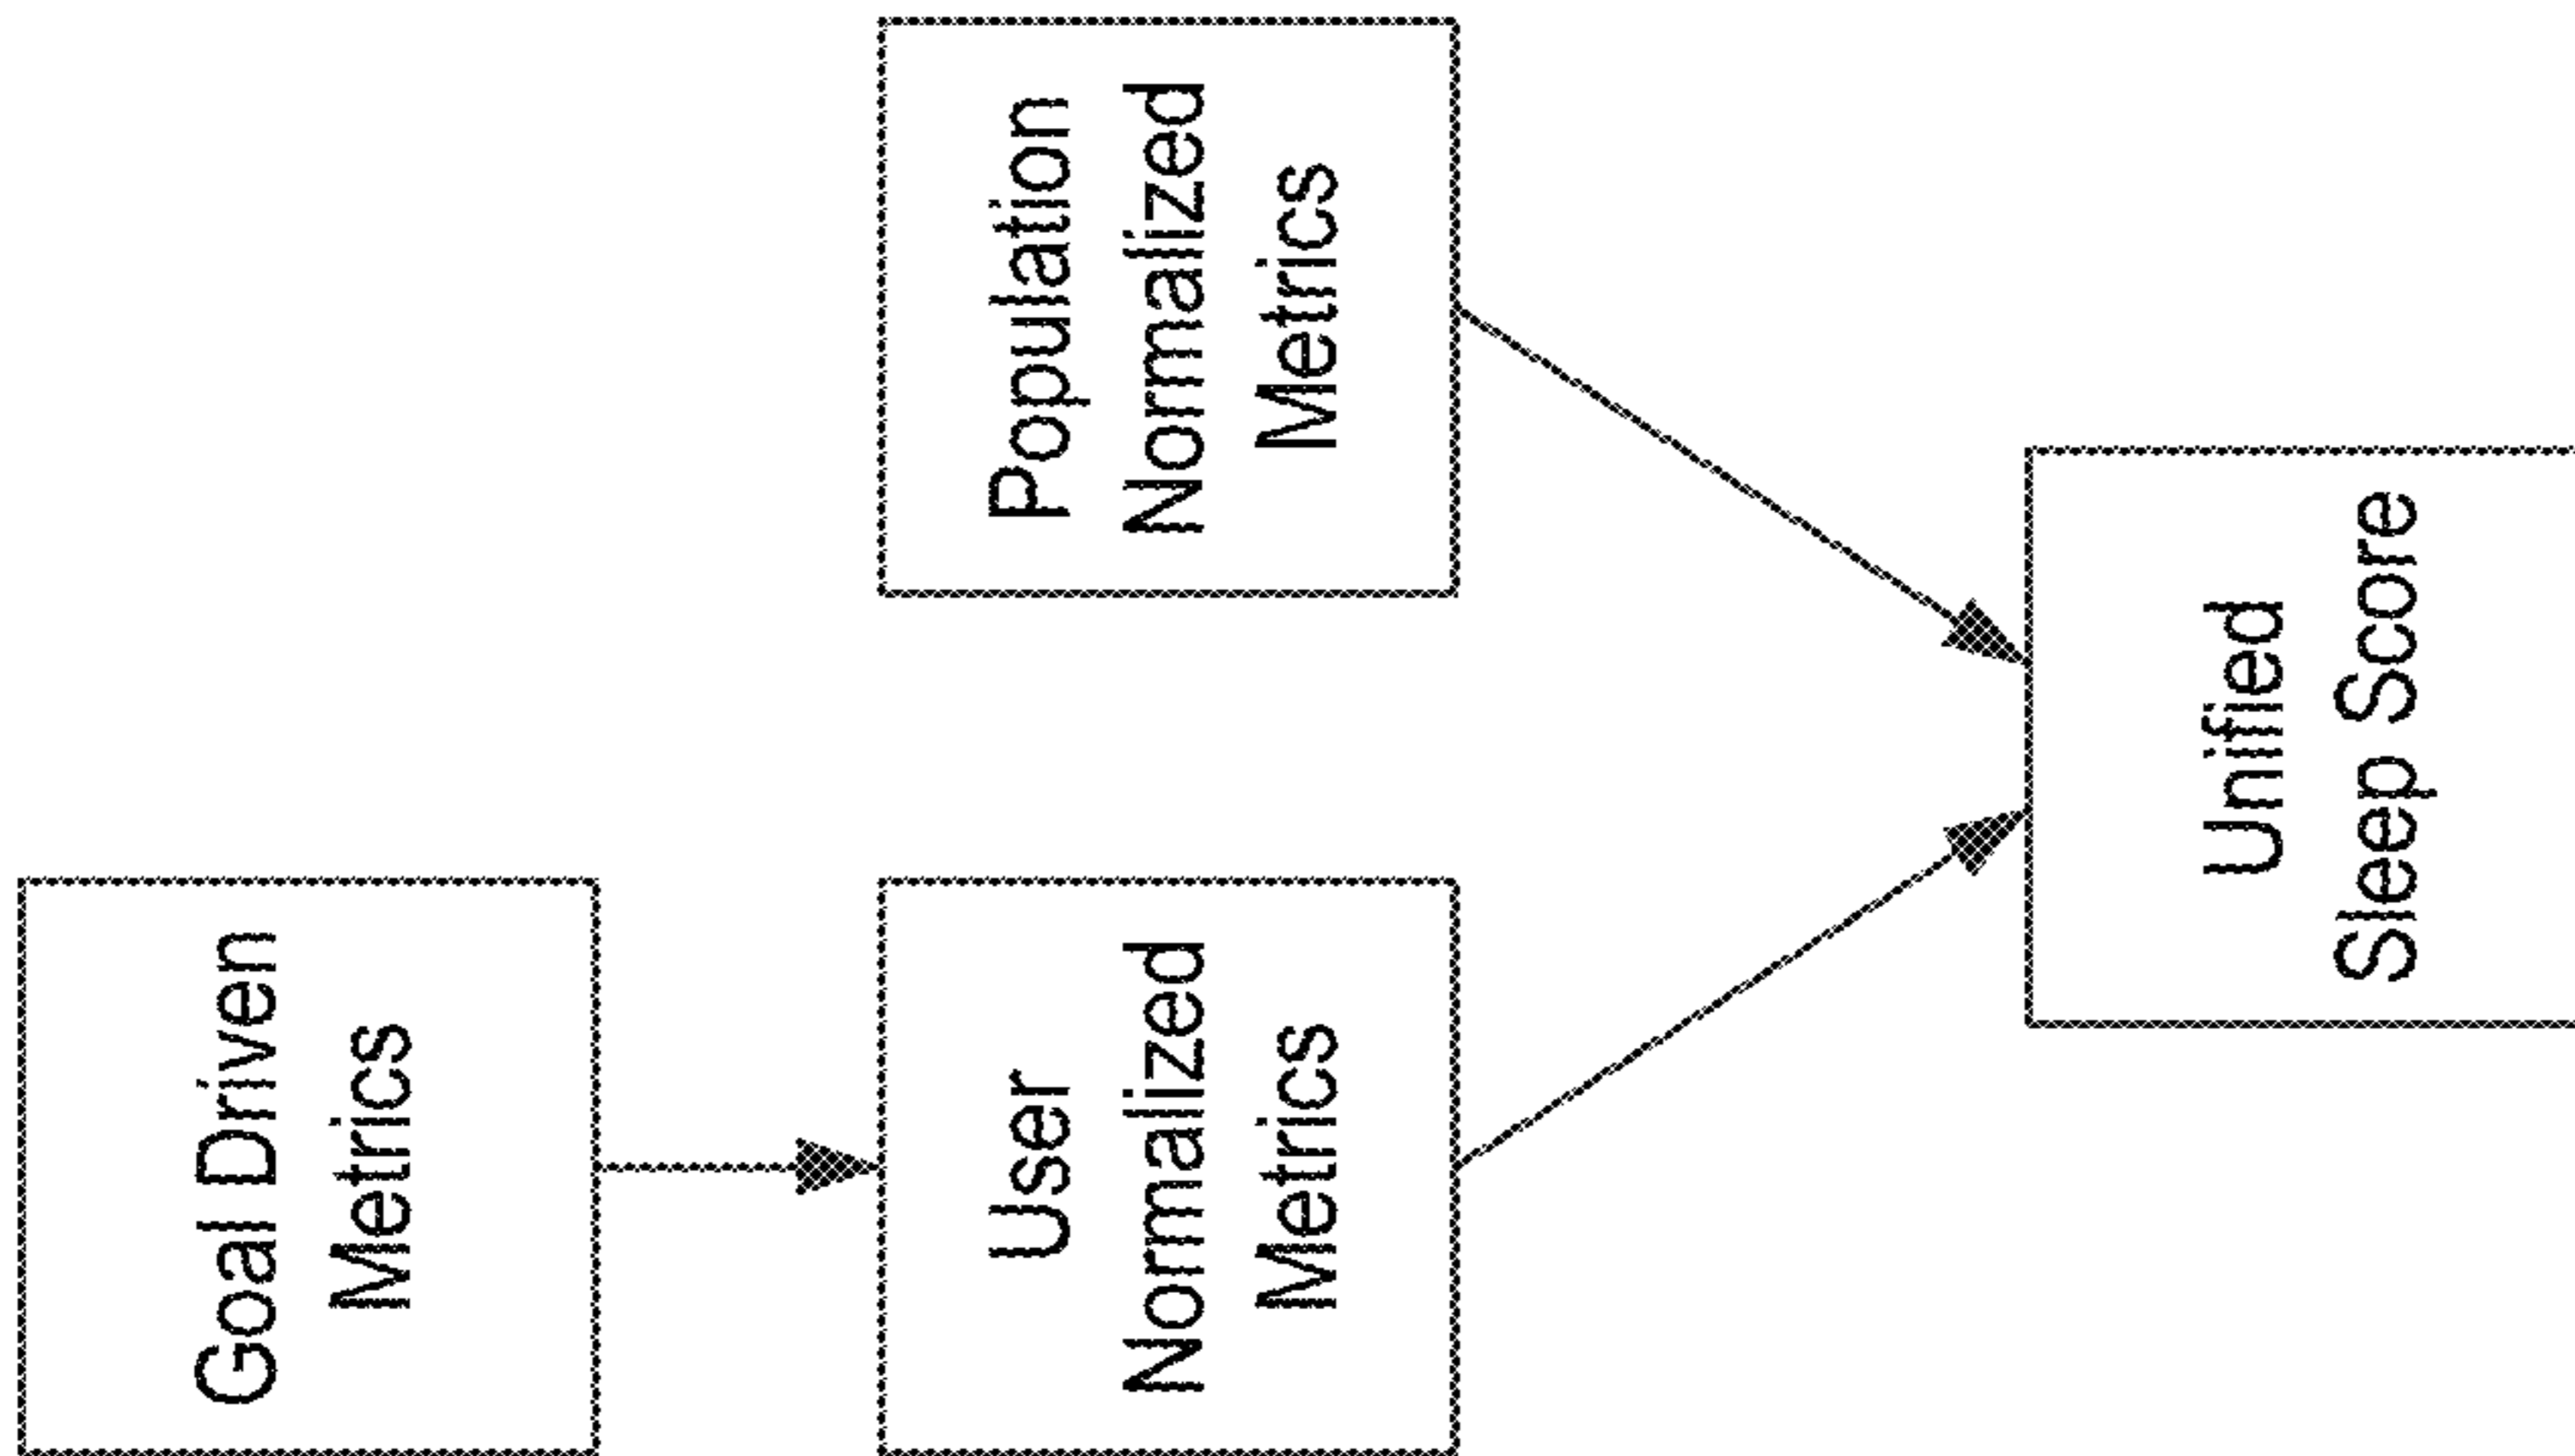 Goal Driven
Metrics
User
Normalized
Metrics
Population
Normalized
Metrics
Unified
Sleep Score